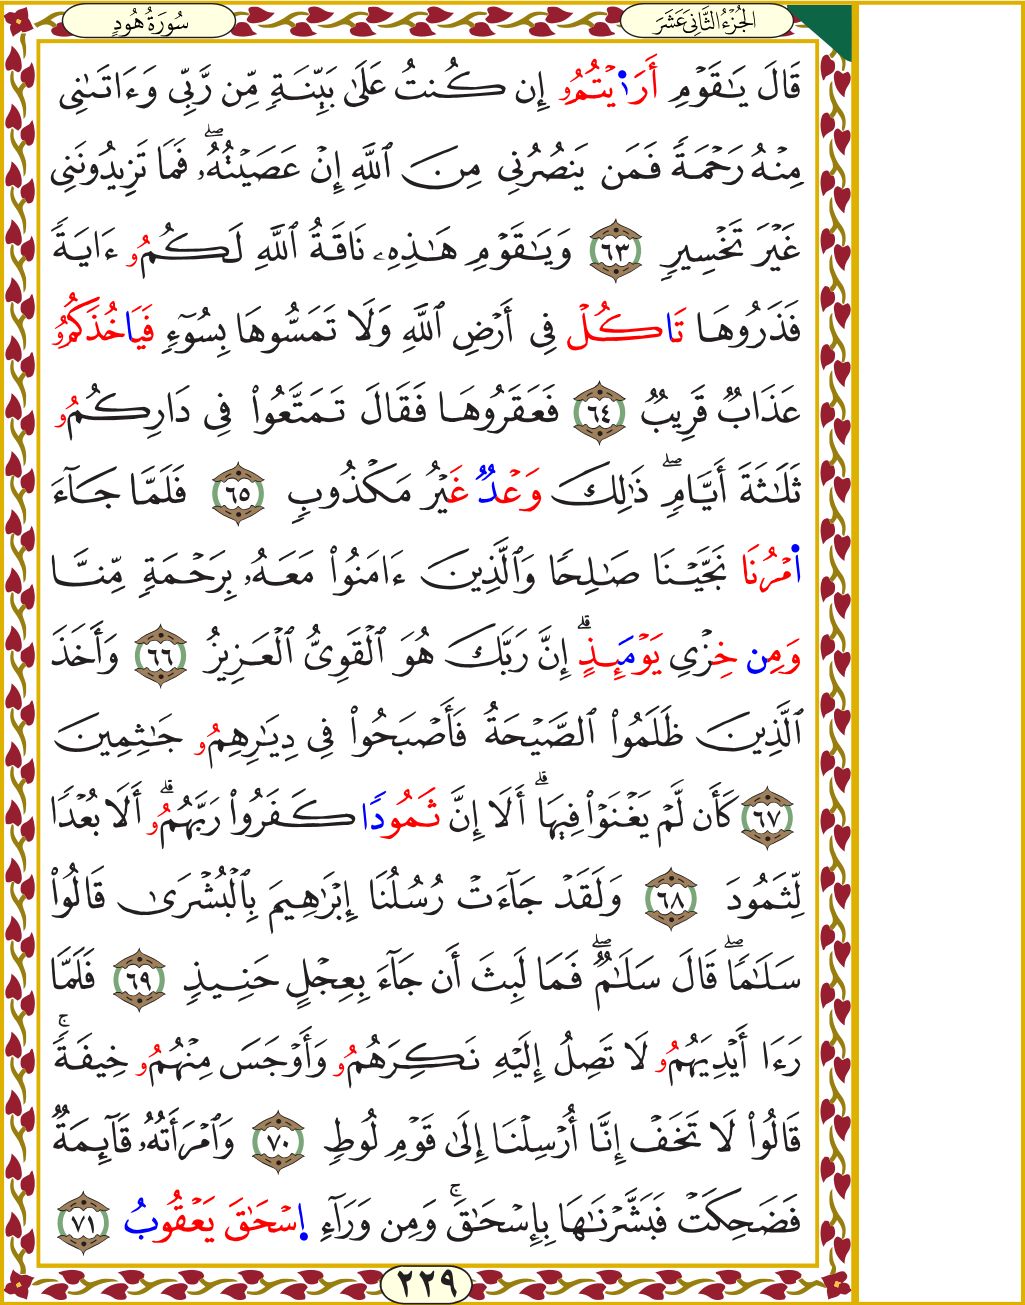 الْجُزْءُ الثَّانِيَ عَشَرَ
سُورَةُ هُودٍ
قَالَ يَٰقَوْمِ أَرَاٰيْتُمُۥ إِن كُنتُ عَلَىٰ بَيِّنَةٍ مِّن رَّبِّي وَءَاتَىٰنِي
مِنْهُ رَحْمَةً فَمَن يَنصُرُنِي مِنَ ٱللَّهِ إِنْ عَصَيْتُهُۥۖ فَمَا تَزِيدُونَنِي
غَيْرَ تَخْسِيرٍ ٦٣ وَيَٰقَوْمِ هَٰذِهِۦ نَاقَةُ ٱللَّهِ لَكُمُۥ ءَايَةً
فَذَرُوهَا تَاكُلْ فِي أَرْضِ ٱللَّهِ وَلَا تَمَسُّوهَا بِسُوٓءٍ فَيَاخُذَكُمُۥ
عَذَابٌ قَرِيبٌ ٦٤ فَعَقَرُوهَا فَقَالَ تَمَتَّعُوا۟ فِي دَارِكُمُۥ
ثَلَٰثَةَ أَيَّامٍۖ ذَٰلِكَ وَعْدٌ غَيْرُ مَكْذُوبٍ ٦٥ فَلَمَّا جَآءَ
اَ۬مْرُنَا نَجَّيْنَا صَٰلِحًا وَٱلَّذِينَ ءَامَنُوا۟ مَعَهُۥ بِرَحْمَةٍ مِّنَّا
وَمِن خِزْيِ يَوْمَئِذٍۗ إِنَّ رَبَّكَ هُوَ ٱلْقَوِيُّ ٱلْعَزِيزُ ٦٦ وَأَخَذَ
ٱلَّذِينَ ظَلَمُوا۟ ٱلصَّيْحَةُ فَأَصْبَحُوا۟ فِي دِيَٰرِهِمُۥ جَٰثِمِينَ
٦٧ كَأَن لَّمْ يَغْنَوْا۟ فِيهَاۗ أَلَا إِنَّ ثَمُودًا كَفَرُوا۟ رَبَّهُمُۥۗ أَلَا بُعْدًا
لِّثَمُودَ ٦٨ وَلَقَدْ جَآءَتْ رُسُلُنَا إِبْرَٰهِيمَ بِٱلْبُشْرَىٰ قَالُوا۟
سَلَٰمًاۖ قَالَ سَلَٰمٌۖ فَمَا لَبِثَ أَن جَآءَ بِعِجْلٍ حَنِيذٍ ٦٩ فَلَمَّا
رَءَا أَيْدِيَهُمُۥ لَا تَصِلُ إِلَيْهِ نَكِرَهُمُۥ وَأَوْجَسَ مِنْهُمُۥ خِيفَةًۚ
قَالُوا۟ لَا تَخَفْ إِنَّا أُرْسِلْنَا إِلَىٰ قَوْمِ لُوطٍ ٧٠ وَٱمْرَأَتُهُۥ قَآئِمَةٌ
فَضَحِكَتْ فَبَشَّرْنَٰهَا بِإِسْحَٰقَۚ وَمِن وَرَآءِ اِ۪سْحَٰقَ يَعْقُوبُ ٧١
٢٢٩